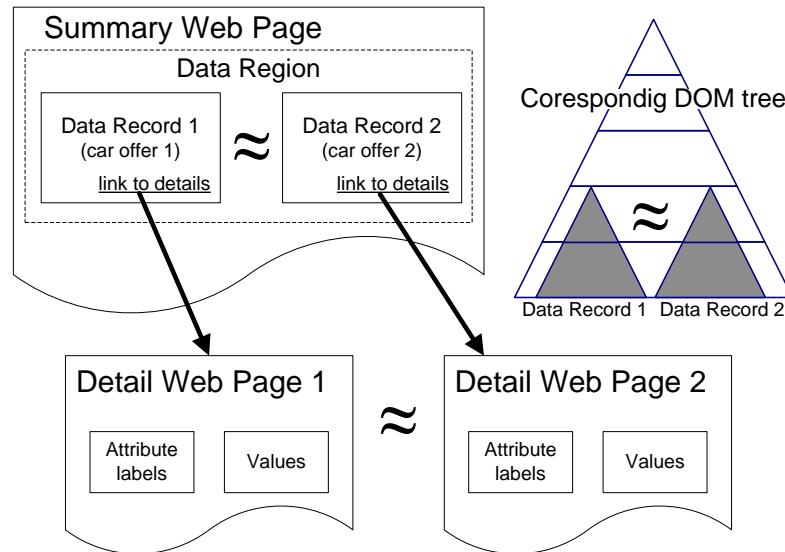 Summary Web Page
Data Region
Data Record 1
(car offer 1)
link to details
≈
Data Record 2
(car offer 2)
link to details
Corespondig DOM tree
≈
Data Record 1
Data Record 2
Detail Web Page 1
Attribute
labels
Values
≈
Detail Web Page 2
Attribute
labels
Values